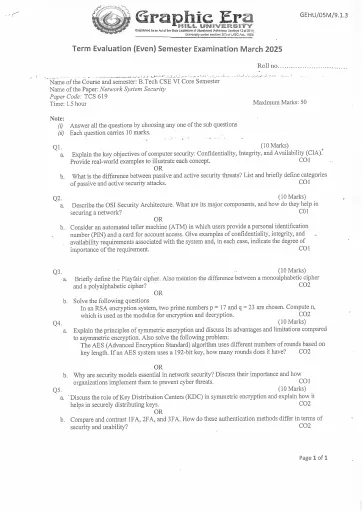 GEHU/05M/9.1.3
Graphic Era
HILL UNIVERSITY
Term Evaluation (Even) Semester Examination March 2025
Roll no.....................
Name of the Course and semester: B.Tech CSE VI Core Semester
Name of the Paper: Network System Security
Paper Code: TCS 619
Time: 1.5 hour Maximum Marks: 50
Note:
(i) Answer all the questions by choosing any one of the sub questions
(ii) Each question carries 10 marks.
Q1. (10 Marks)
a. Explain the key objectives of computer security: Confidentiality, Integrity, and Availability (CIA).
Provide real-world examples to illustrate each concept. CO1
OR
b. What is the difference between passive and active security threats? List and briefly define categories
of passive and active security attacks. CO1
Q2. (10 Marks)
a. Describe the OSI Security Architecture. What are its major components, and how do they help in
securing a network? C01
OR
b. Consider an automated teller machine (ATM) in which users provide a personal identification
number (PIN) and a card for account access. Give examples of confidentiality, integrity, and
availability requirements associated with the system and, in each case, indicate the degree of
importance of the requirement. CO1
Q3. (10 Marks)
a. Briefly define the Playfair cipher. Also mention the difference between a monoalphabetic cipher
and a polyalphabetic cipher? CO2
OR
b. Solve the following questions
In an RSA encryption system, two prime numbers p = 17 and q = 23 are chosen. Compute n,
which is used as the modulus for encryption and decryption. CO2
Q4. (10 Marks)
a. Explain the principles of symmetric encryption and discuss its advantages and limitations compared
to asymmetric encryption. Also solve the following problem:
The AES (Advanced Encryption Standard) algorithm uses different numbers of rounds based on
key length. If an AES system uses a 192-bit key, how many rounds does it have? CO2
OR
b. Why are security models essential in network security? Discuss their importance and how
organizations implement them to prevent cyber threats. CO1
Q5. (10 Marks)
a. Discuss the role of Key Distribution Centers (KDC) in symmetric encryption and explain how it
helps in securely distributing keys. CO2
OR
b. Compare and contrast 1FA, 2FA, and 3FA. How do these authentication methods differ in terms of
security and usability? CO2
Page 1 of 1